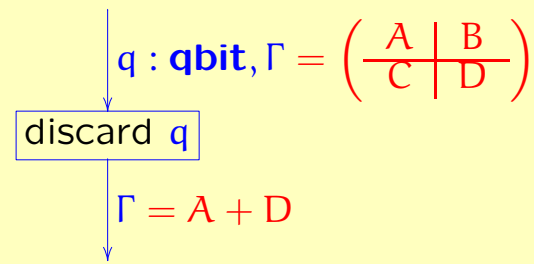 q : qbit, Γ = ( A | B
C | D )
discard q
Γ = A + D